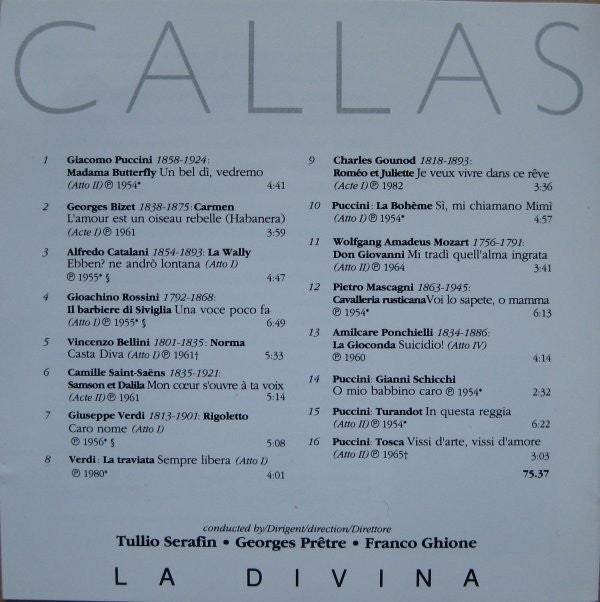 CALLAS
1 Giacomo Puccini 1858-1924:
Madama Butterfly Un bel dì, vedremo
(Atto II) ℗ 1954* 4:41
2 Georges Bizet 1838-1875: Carmen
L'amour est un oiseau rebelle (Habanera)
(Acte I) ℗ 1961 3:59
3 Alfredo Catalani 1854-1893: La Wally
Ebben? ne andrò lontana (Atto I)
℗ 1955* § 4:47
4 Gioachino Rossini 1792-1868:
Il barbiere di Siviglia Una voce poco fa
(Atto I) ℗ 1955* § 6:49
5 Vincenzo Bellini 1801-1835: Norma
Casta Diva (Atto I) ℗ 1961† 5:33
6 Camille Saint-Saëns 1835-1921:
Samson et Dalila Mon cœur s'ouvre à ta voix
(Acte II) ℗ 1961 5:14
7 Giuseppe Verdi 1813-1901: Rigoletto
Caro nome (Atto I)
℗ 1956* § 5:08
8 Verdi: La traviata Sempre libera (Atto I)
℗ 1980* 4:01
9 Charles Gounod 1818-1893:
Roméo et Juliette Je veux vivre dans ce rêve
(Acte I) ℗ 1982 3:36
10 Puccini: La Bohème Sì, mi chiamano Mimì
(Atto I) ℗ 1954* 4:57
11 Wolfgang Amadeus Mozart 1756-1791:
Don Giovanni Mi tradì quell'alma ingrata
(Atto II) ℗ 1964 3:41
12 Pietro Mascagni 1863-1945:
Cavalleria rusticana Voi lo sapete, o mamma
℗ 1954* 6:13
13 Amilcare Ponchielli 1834-1886:
La Gioconda Suicidio! (Atto IV)
℗ 1960 4:14
14 Puccini: Gianni Schicchi
O mio babbino caro ℗ 1954* 2:32
15 Puccini: Turandot In questa reggia
(Atto II) ℗ 1954* 6:22
16 Puccini: Tosca Vissi d'arte, vissi d'amore
(Atto II) ℗ 1965† 3:03
75.37
conducted by/Dirigent/direction/Direttore
Tullio Serafin • Georges Prêtre • Franco Ghione
LA DIVINA